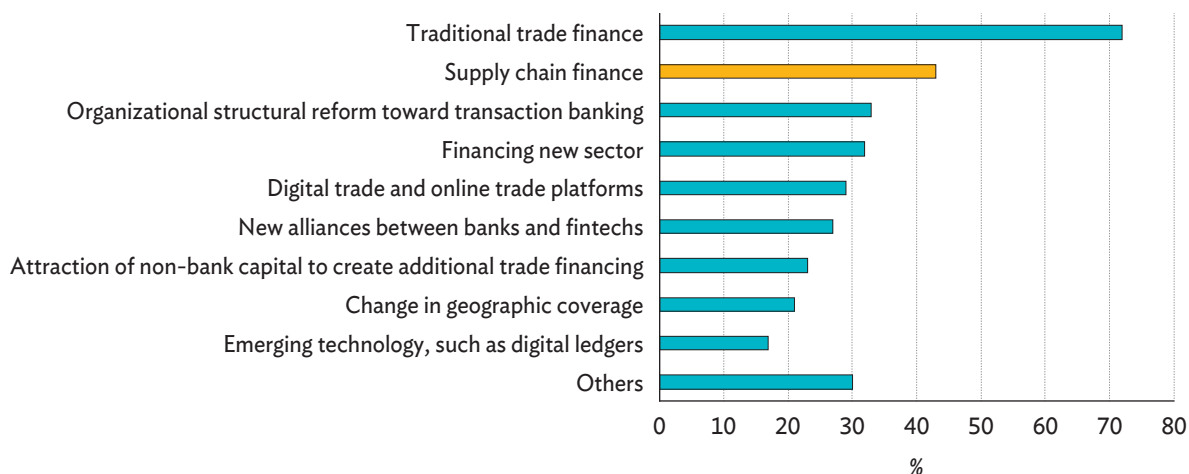 Traditional trade finance
Supply chain finance
Organizational structural reform toward transaction banking
Financing new sector
Digital trade and online trade platforms
New alliances between banks and fintechs
Attraction of non-bank capital to create additional trade financing
Change in geographic coverage
Emerging technology, such as digital ledgers
Others
0 10 20 30 40 50 60 70 80
%